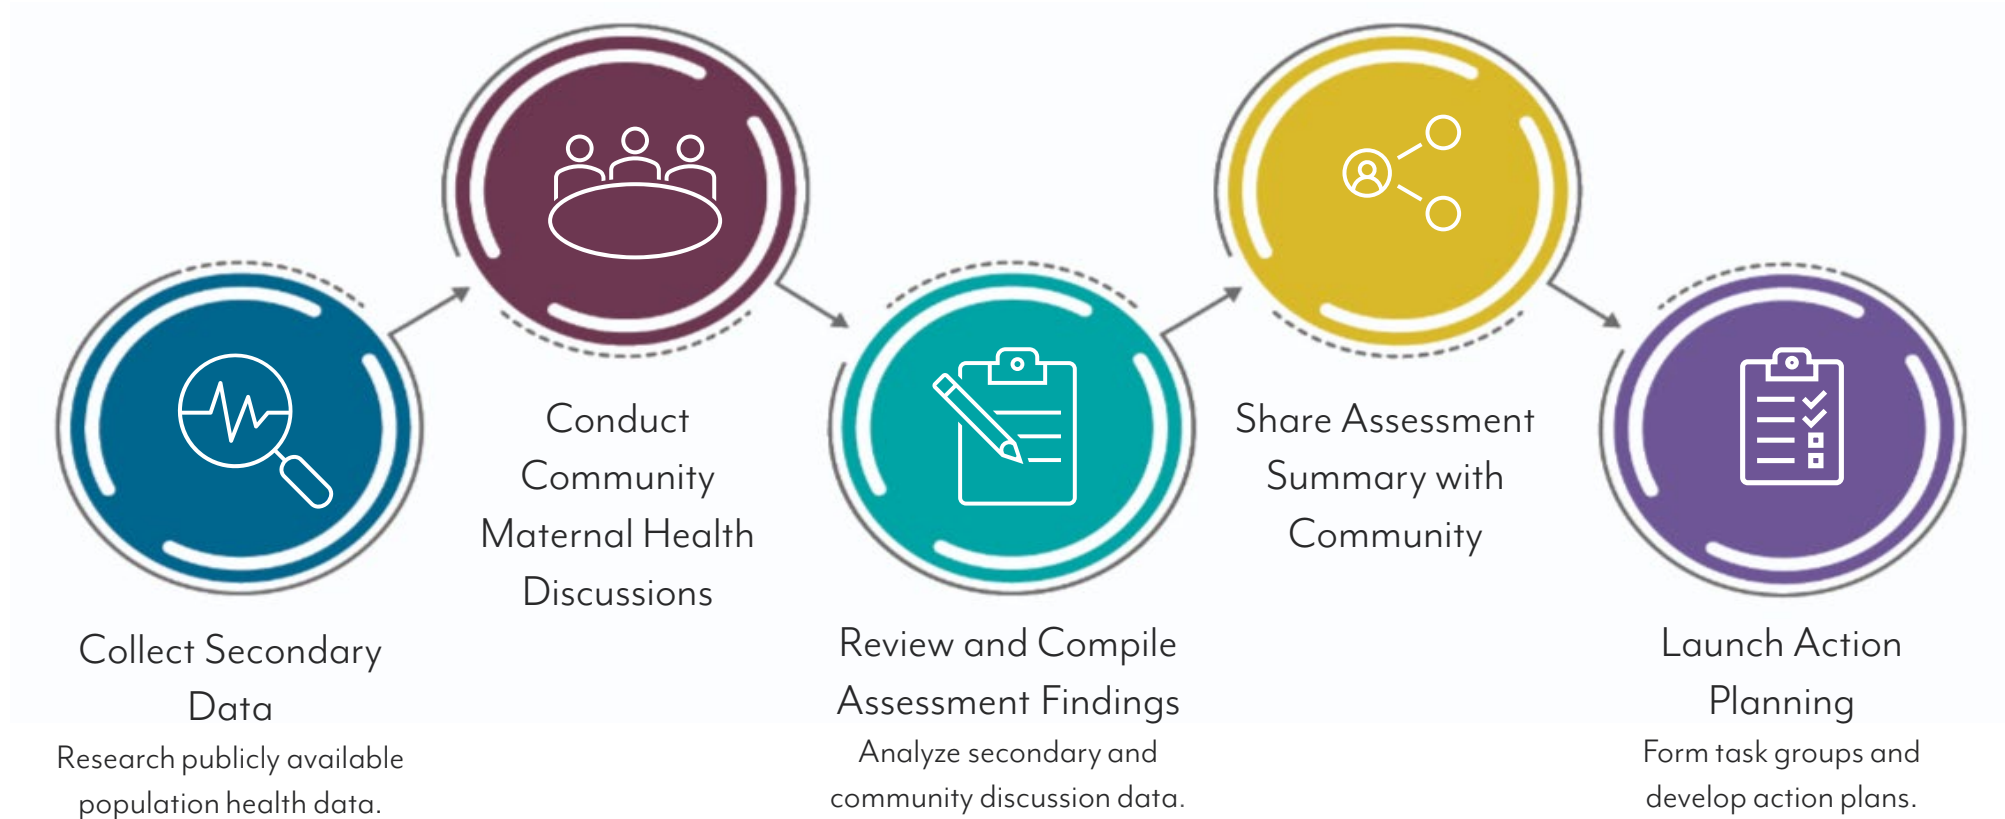 Collect Secondary
Data
Research publicly available
population health data.
Conduct
Community
Maternal Health
Discussions
Review and Compile
Assessment Findings
Analyze secondary and
community discussion data.
Share Assessment
Summary with
Community
Launch Action
Planning
Form task groups and
develop action plans.